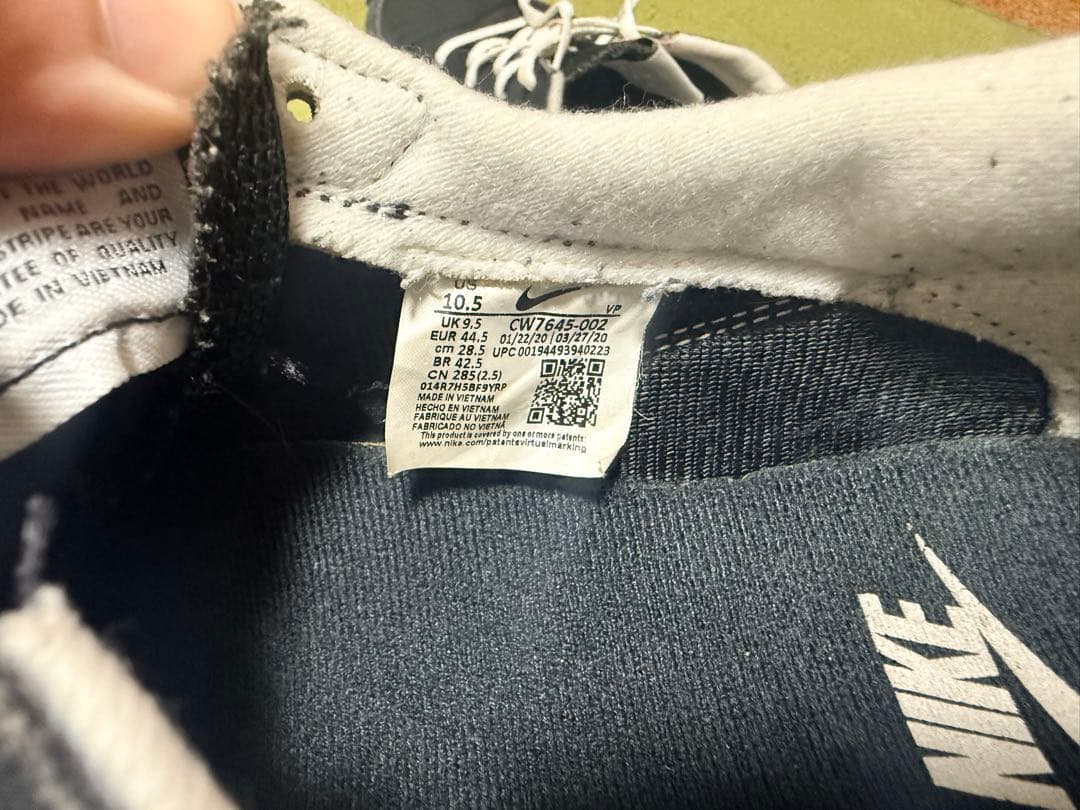 THE WORLD
NAME AND
STRIPE ARE YOUR
TEE OF QUALITY
DE IN VIETNAM
US
10.5
VP
UK 9,5 CW7645-002
EUR 44,5 01/22/20 | 03/27/20
cm 28.5 UPC 00194493940223
BR 42.5
CN 285(2.5)
014R7H5BF9YRP
MADE IN VIETNAM
HECHO EN VIETNAM
FABRIQUE AU VIETNAM
FABRICADO NO VIETNÃ
This product is covered by one or more patents:
www.nike.com/patentsvirtualmarking
NIKE